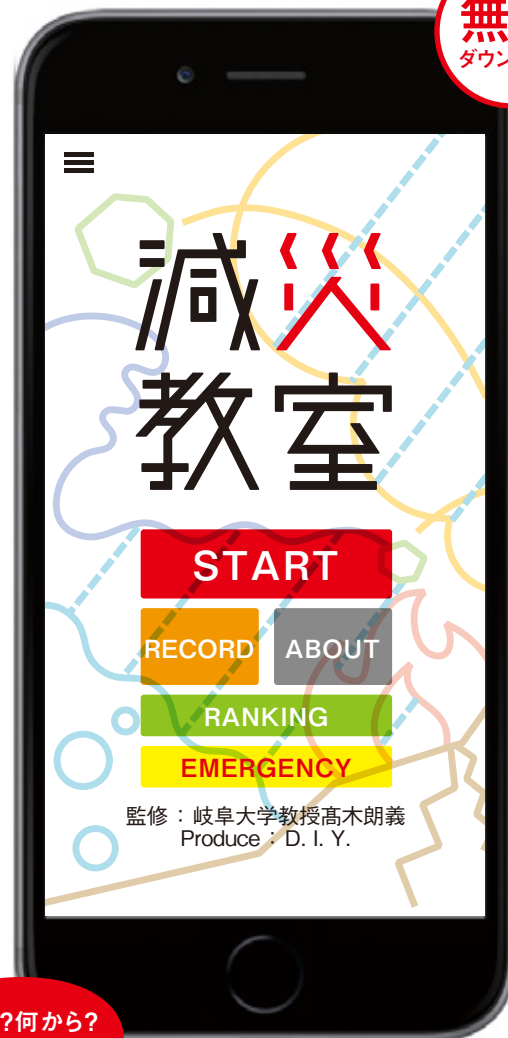 無
ダウン
減災
教室
START
RECORD
ABOUT
RANKING
EMERGENCY
監修：岐阜大学教授髙木朗義
Produce：D. I. Y.
?何から?